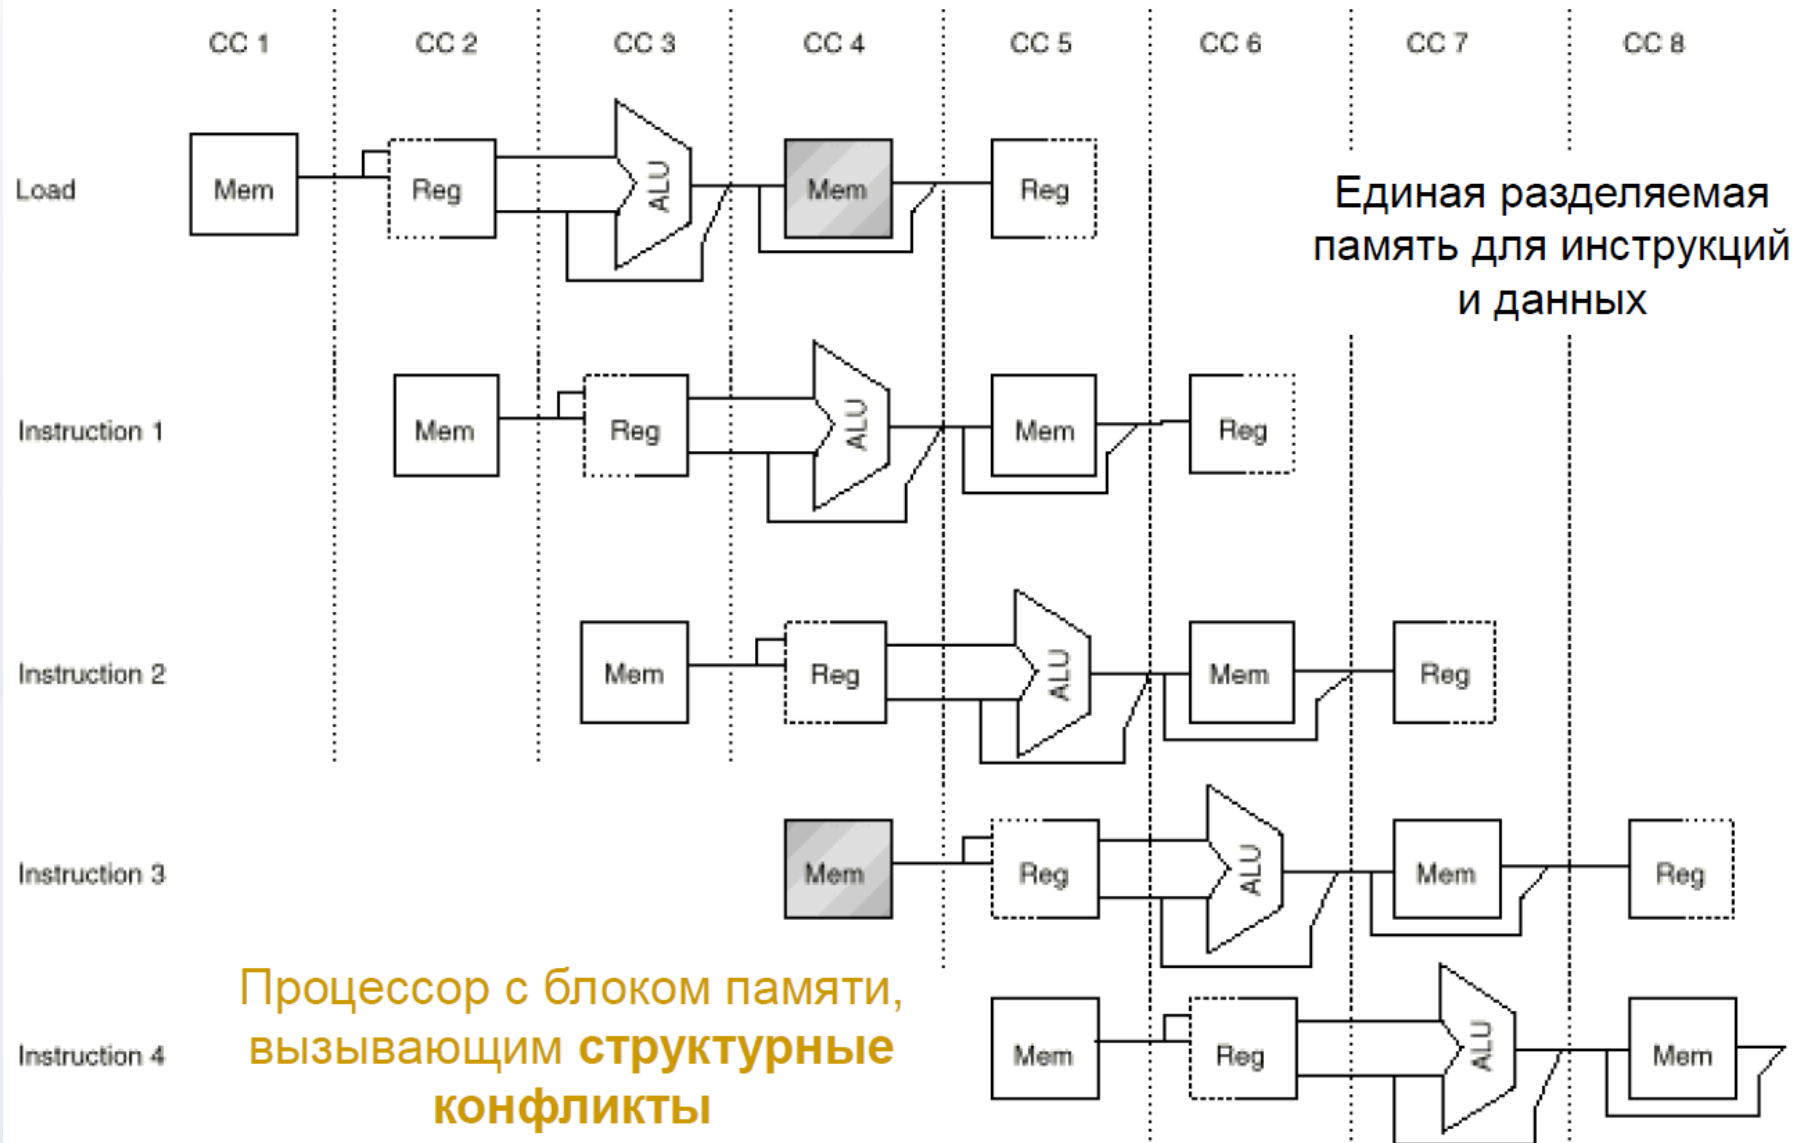 CC 1 CC 2 CC 3 CC 4 CC 5 CC 6 CC 7 CC 8
Load Mem Reg ALU Mem Reg
Единая разделяемая
память для инструкций
и данных
Instruction 1 Mem Reg ALU Mem Reg
Instruction 2 Mem Reg ALU Mem Reg
Instruction 3 Mem Reg ALU Mem Reg
Процессор с блоком памяти,
вызывающим структурные
конфликты
Instruction 4 Mem Reg ALU Mem